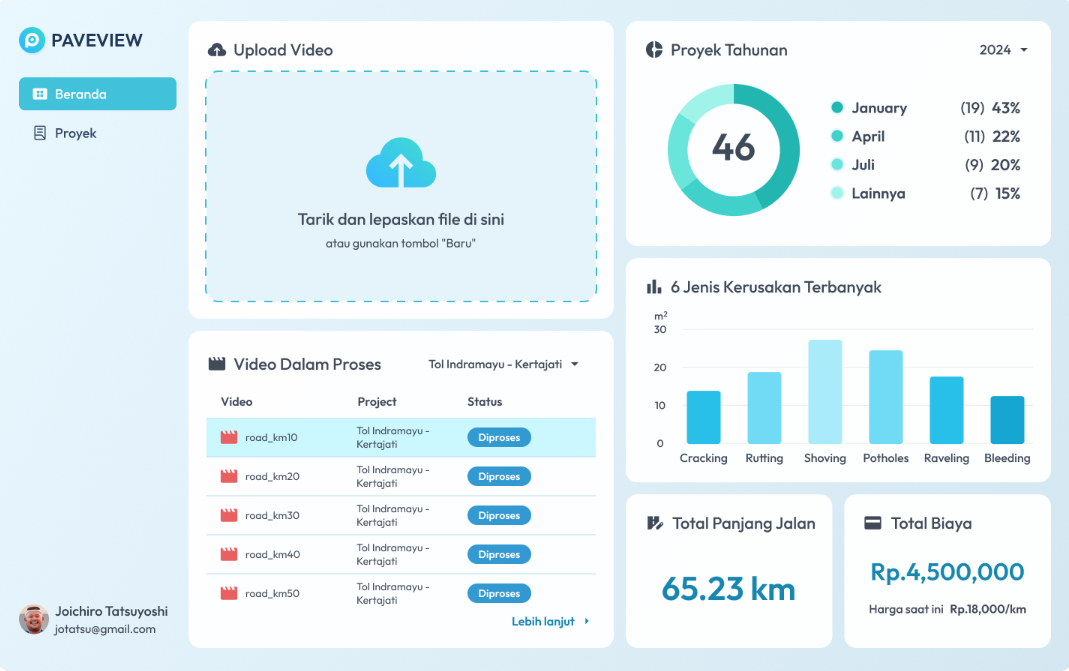 PAVEVIEW
Beranda
Proyek
Joichiro Tatsuyoshi
jotatsu@gmail.com
Upload Video
Tarik dan lepaskan file di sini
atau gunakan tombol "Baru"
Video Dalam Proses
Tol Indramayu - Kertajati
Video Project Status
road_km10 Tol Indramayu - Kertajati Diproses
road_km20 Tol Indramayu - Kertajati Diproses
road_km30 Tol Indramayu - Kertajati Diproses
road_km40 Tol Indramayu - Kertajati Diproses
road_km50 Tol Indramayu - Kertajati Diproses
Lebih lanjut
Proyek Tahunan
2024
46
January (19) 43%
April (11) 22%
Juli (9) 20%
Lainnya (7) 15%
6 Jenis Kerusakan Terbanyak
m²
30
20
10
0
Cracking Rutting Shoving Potholes Raveling Bleeding
Total Panjang Jalan
65.23 km
Total Biaya
Rp.4,500,000
Harga saat ini Rp.18,000/km